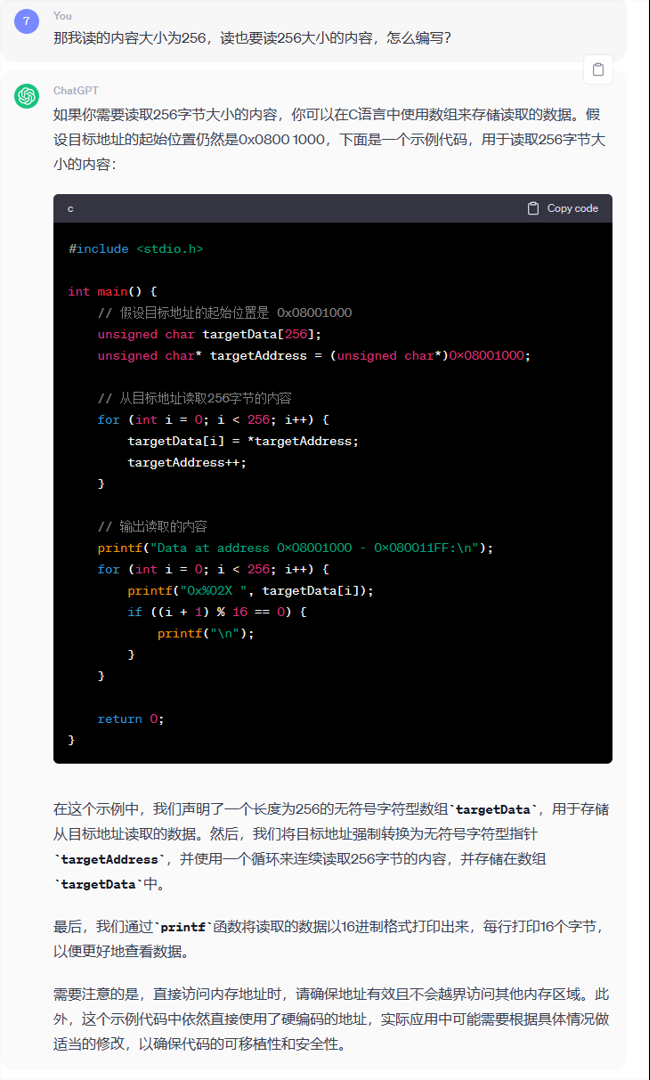 7
You
那我读的内容大小为256，读也要读256大小的内容，怎么编写？
ChatGPT
如果你需要读取256字节大小的内容，你可以在C语言中使用数组来存储读取的数据。假
设目标地址的起始位置仍然是0x0800 1000，下面是一个示例代码，用于读取256字节大
小的内容：
c
Copy code
#include <stdio.h>
int main() {
// 假设目标地址的起始位置是 0x08001000
unsigned char targetData[256];
unsigned char* targetAddress = (unsigned char*)0x08001000;
// 从目标地址读取256字节的内容
for (int i = 0; i < 256; i++) {
targetData[i] = *targetAddress;
targetAddress++;
}
// 输出读取的内容
printf("Data at address 0x08001000 - 0x080011FF:\n");
for (int i = 0; i < 256; i++) {
printf("0x%02X ", targetData[i]);
if ((i + 1) % 16 == 0) {
printf("\n");
}
}
return 0;
}
在这个示例中，我们声明了一个长度为256的无符号字符型数组`targetData`，用于存储
从目标地址读取的数据。然后，我们将目标地址强制转换为无符号字符型指针
`targetAddress`，并使用一个循环来连续读取256字节的内容，并存储在数组
`targetData`中。
最后，我们通过`printf`函数将读取的数据以16进制格式打印出来，每行打印16个字节，
以便更好地查看数据。
需要注意的是，直接访问内存地址时，请确保地址有效且不会越界访问其他内存区域。此
外，这个示例代码中依然直接使用了硬编码的地址，实际应用中可能需要根据具体情况做
适当的修改，以确保代码的可移植性和安全性。